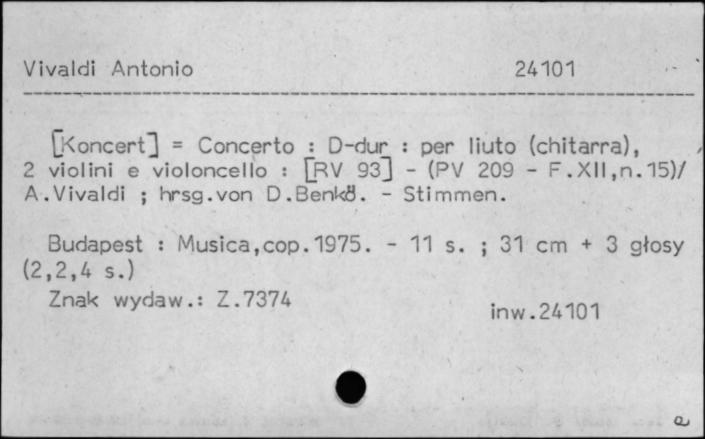 Vivaldi Antonio 24101
[Koncert] = Concerto : D-dur : per liuto (chitarra),
2 violini e violoncello : [RV 93] - (PV 209 - F.XII,n.15)/
A.Vivaldi ; hrsg.von D.Benkő. - Stimmen.
Budapest : Musica,cop.1975. - 11 s. ; 31 cm + 3 głosy
(2,2,4 s.)
Znak wydaw.: Z.7374
inw.24101